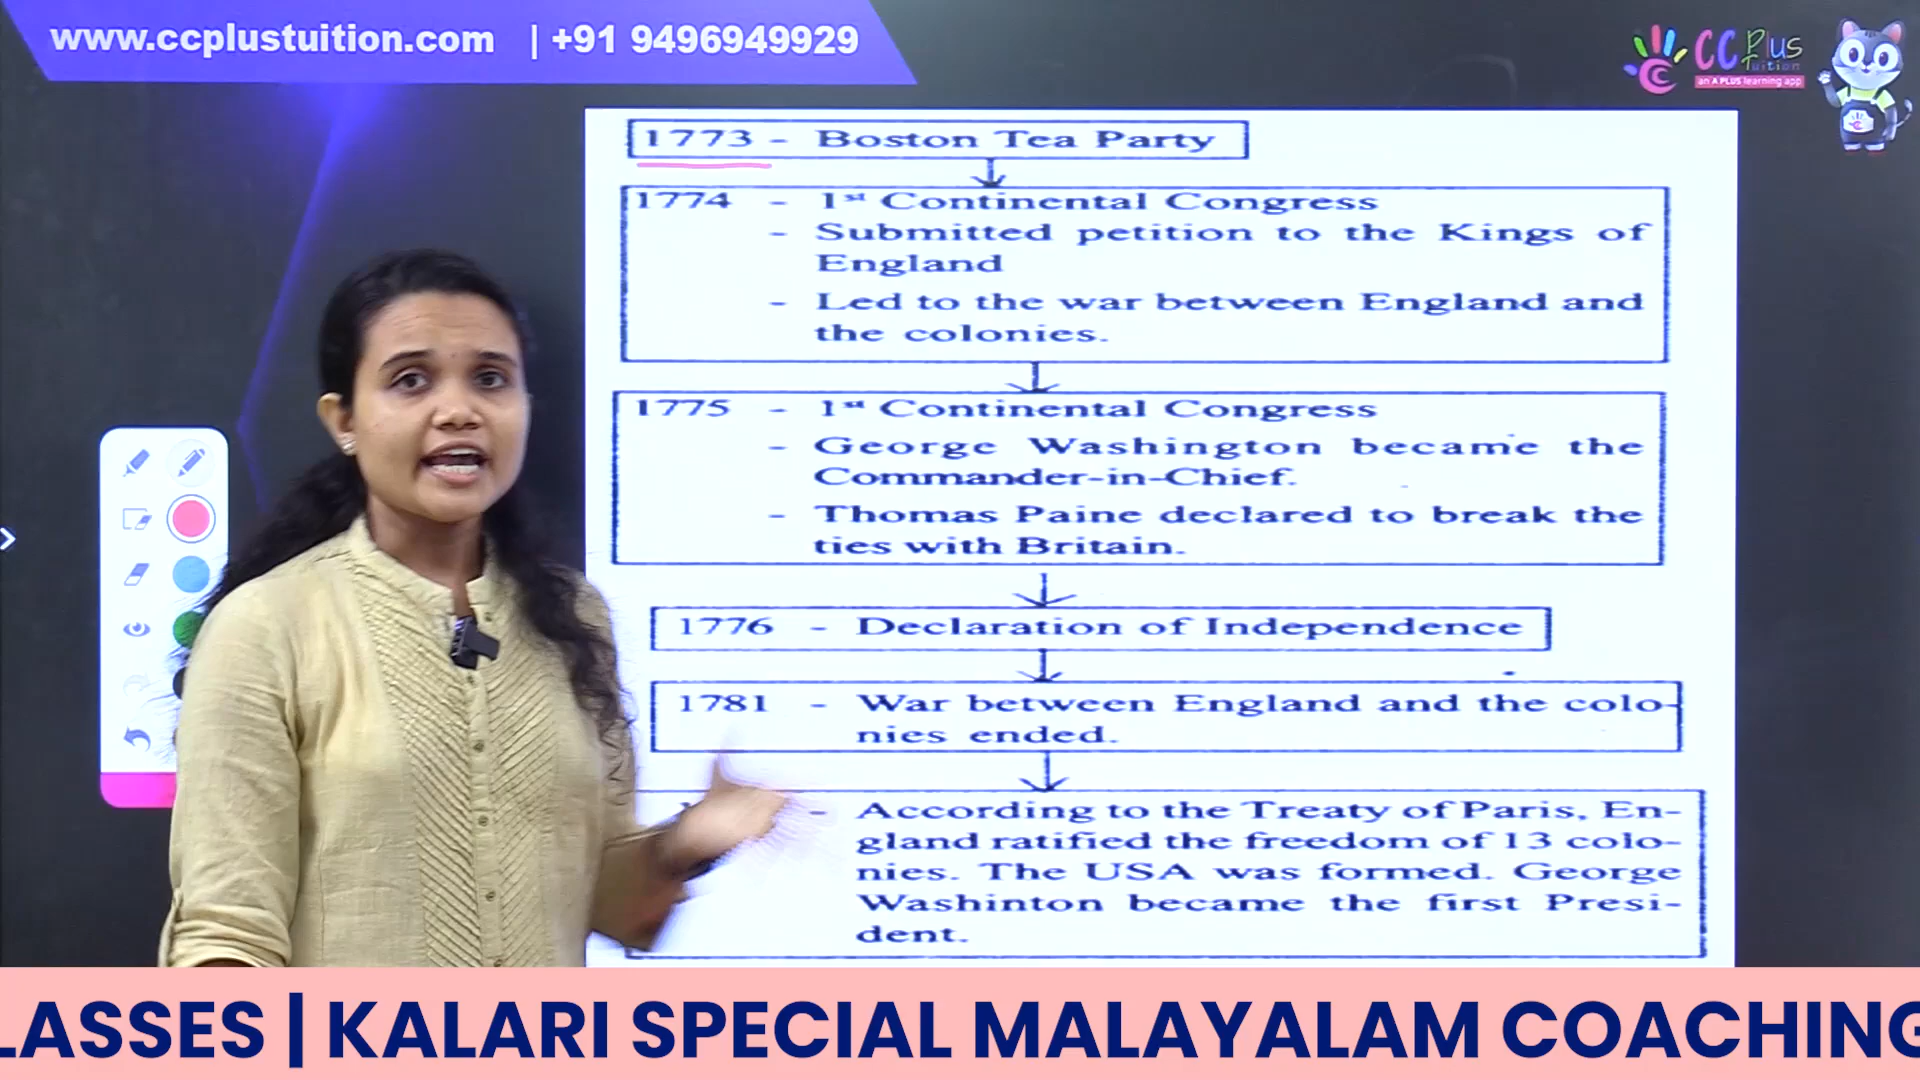 www.ccplustuition.com | +91 9496949929
CC Plus
Tuition
an A PLUS learning app
1773 - Boston Tea Party
1774 - 1st Continental Congress
- Submitted petition to the Kings of
England
- Led to the war between England and
the colonies.
1775 - 1st Continental Congress
- George Washington became the
Commander-in-Chief.
- Thomas Paine declared to break the
ties with Britain.
1776 - Declaration of Independence
1781 - War between England and the colo-
nies ended.
- According to the Treaty of Paris, En-
gland ratified the freedom of 13 colo-
nies. The USA was formed. George
Washinton became the first Presi-
dent.
LASSES | KALARI SPECIAL MALAYALAM COACHING